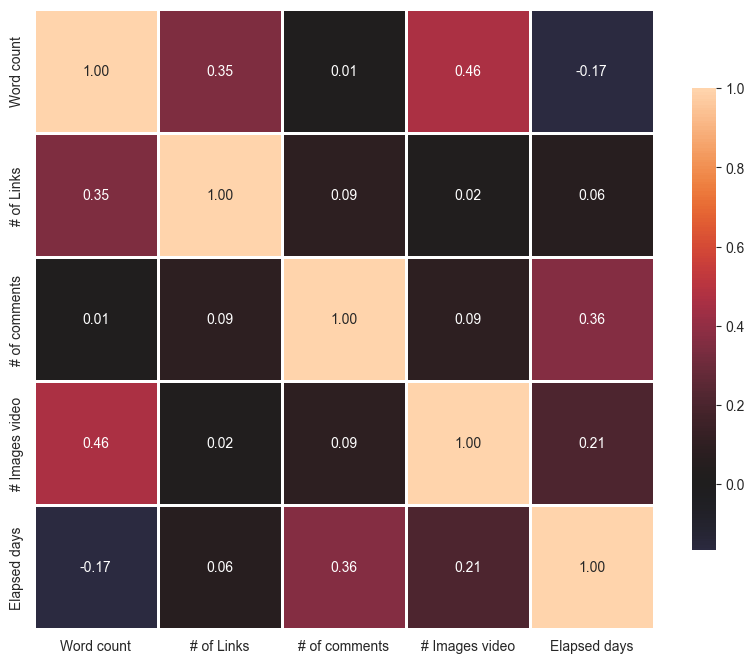 Word count 1.00 0.35 0.01 0.46 -0.17
# of Links 0.35 1.00 0.09 0.02 0.06
# of comments 0.01 0.09 1.00 0.09 0.36
# Images video 0.46 0.02 0.09 1.00 0.21
Elapsed days -0.17 0.06 0.36 0.21 1.00
Word count # of Links # of comments # Images video Elapsed days
1.0
0.8
0.6
0.4
0.2
0.0